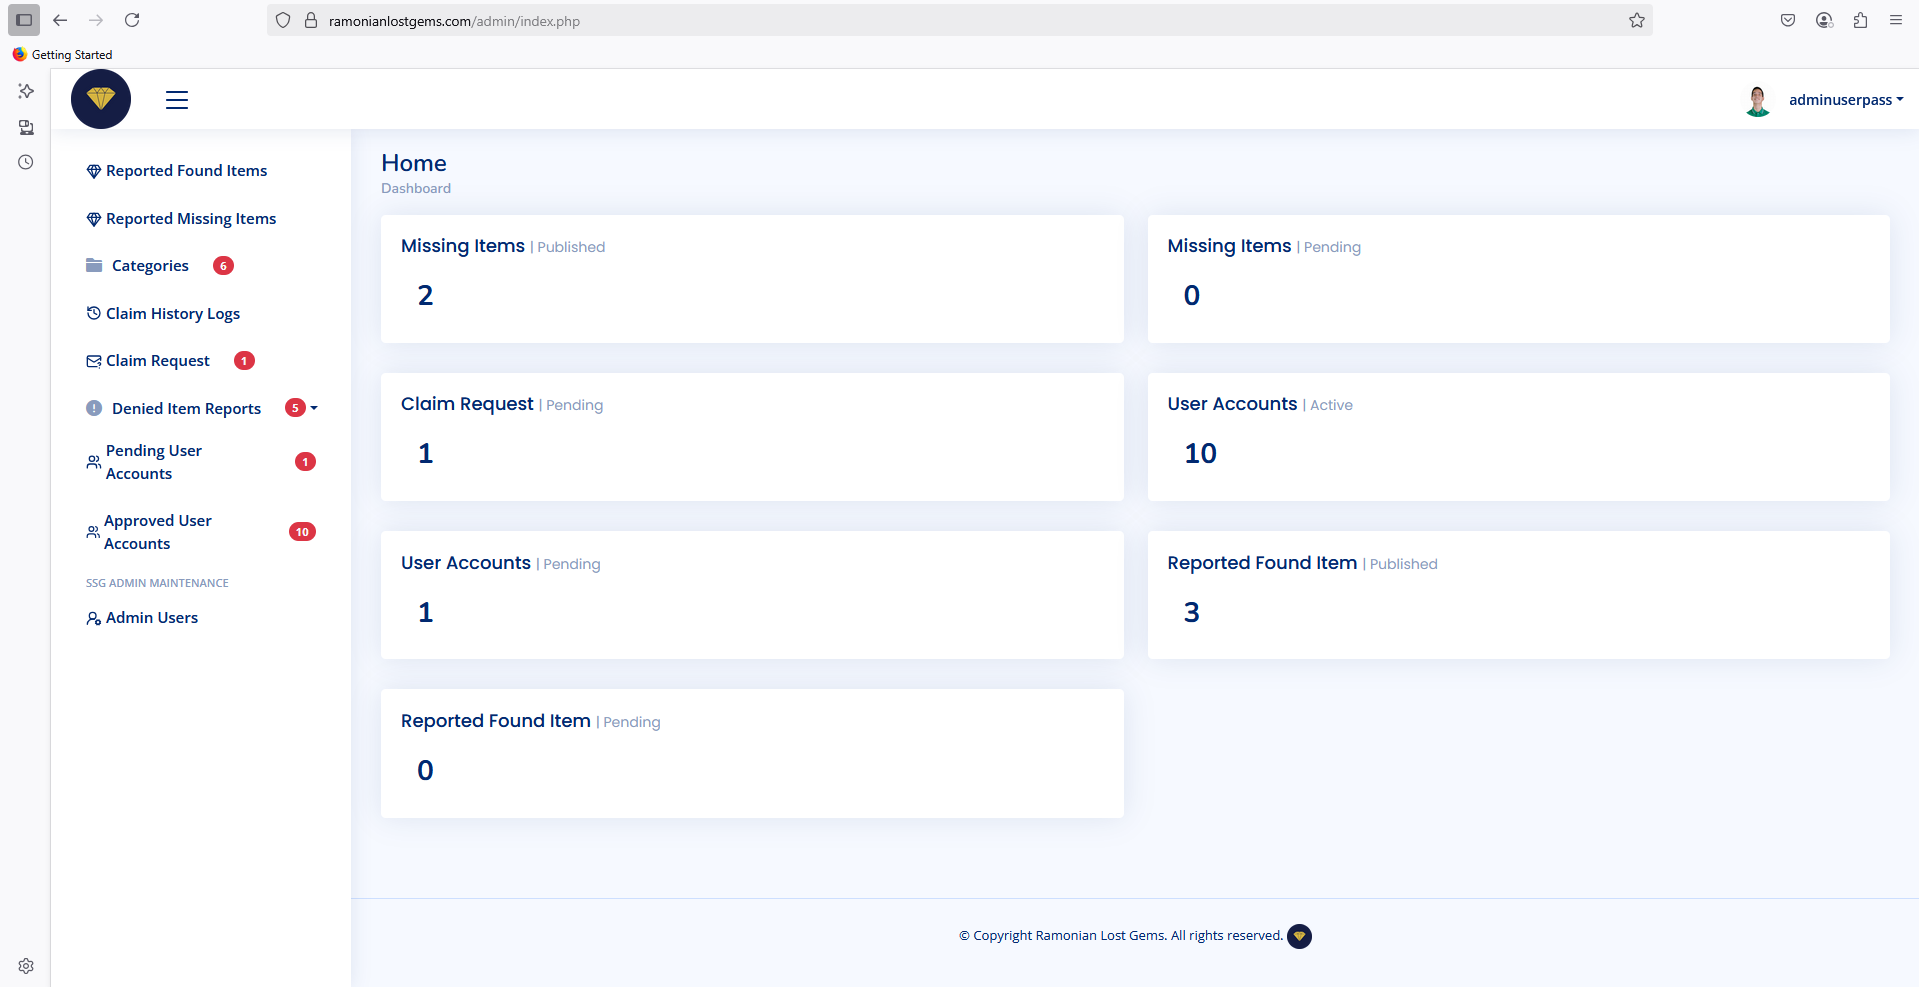 ramonianlostgems.com/admin/index.php
Getting Started
adminuserpass
Reported Found Items
Reported Missing Items
Categories 6
Claim History Logs
Claim Request 1
Denied Item Reports 5
Pending User
Accounts
1
Approved User
Accounts
10
SSG ADMIN MAINTENANCE
Admin Users
Home
Dashboard
Missing Items | Published
2
Missing Items | Pending
0
Claim Request | Pending
1
User Accounts | Active
10
User Accounts | Pending
1
Reported Found Item | Published
3
Reported Found Item | Pending
0
© Copyright Ramonian Lost Gems. All rights reserved.